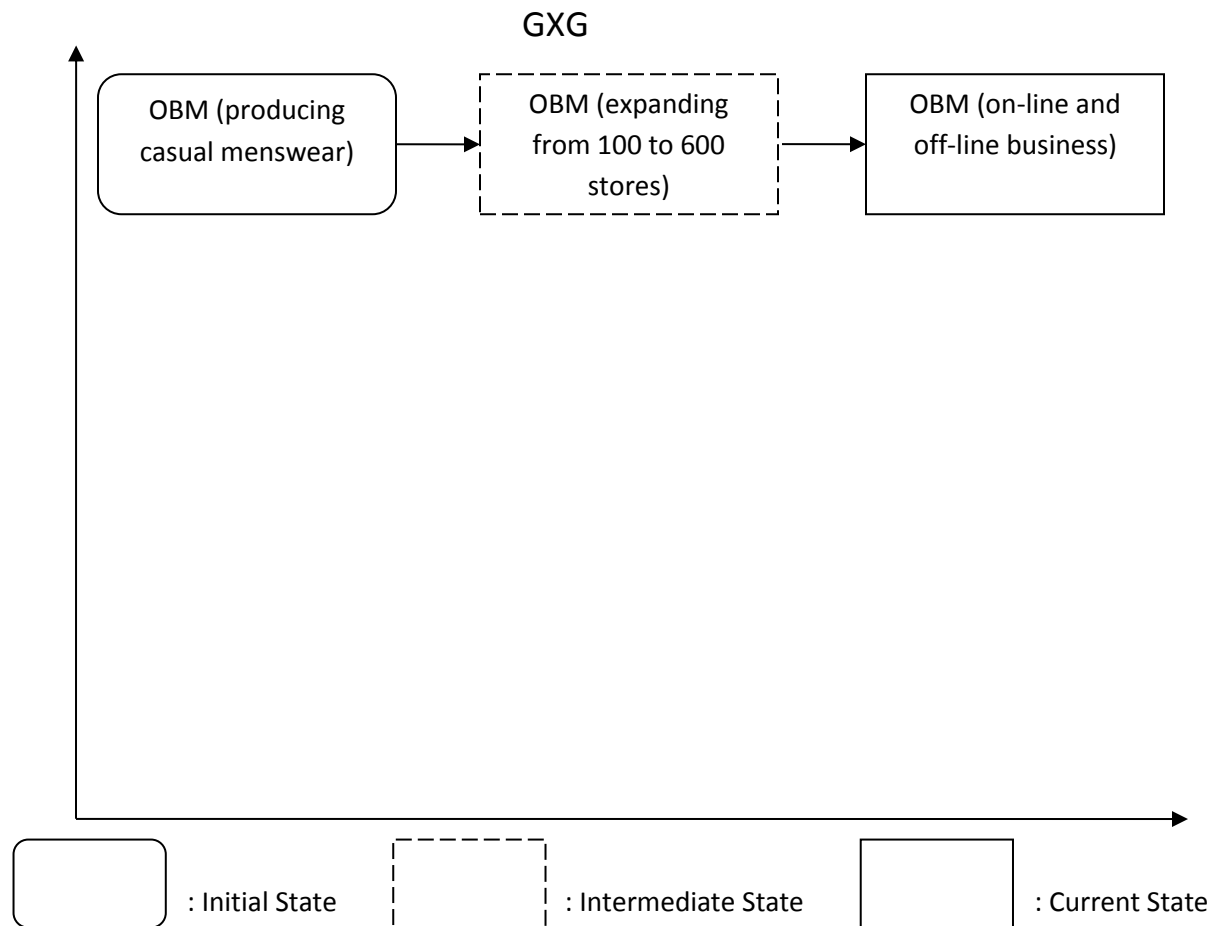 GXG
OBM (producing
casual menswear)
OBM (expanding
from 100 to 600
stores)
OBM (on-line and
off-line business)
: Initial State
: Intermediate State
: Current State